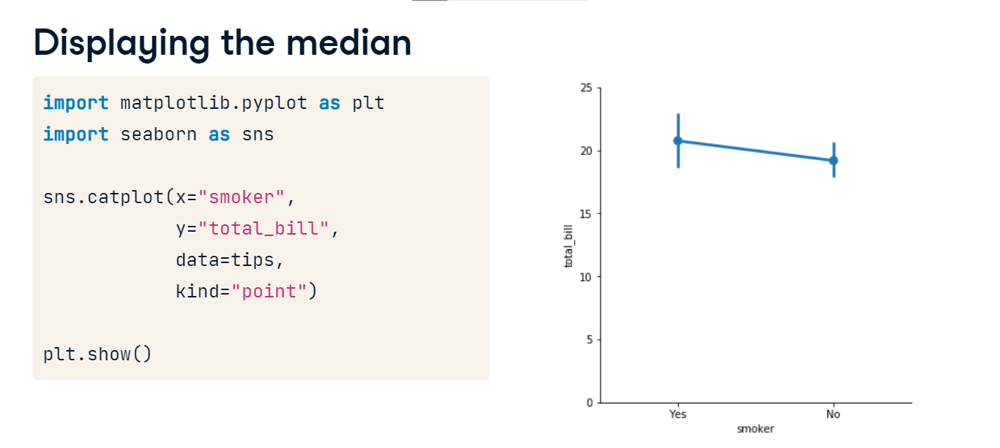 Displaying the median
import matplotlib.pyplot as plt
import seaborn as sns
sns.catplot(x="smoker",
y="total_bill",
data=tips,
kind="point")
plt.show()
25
20
15
10
5
0
total_bill
Yes No
smoker